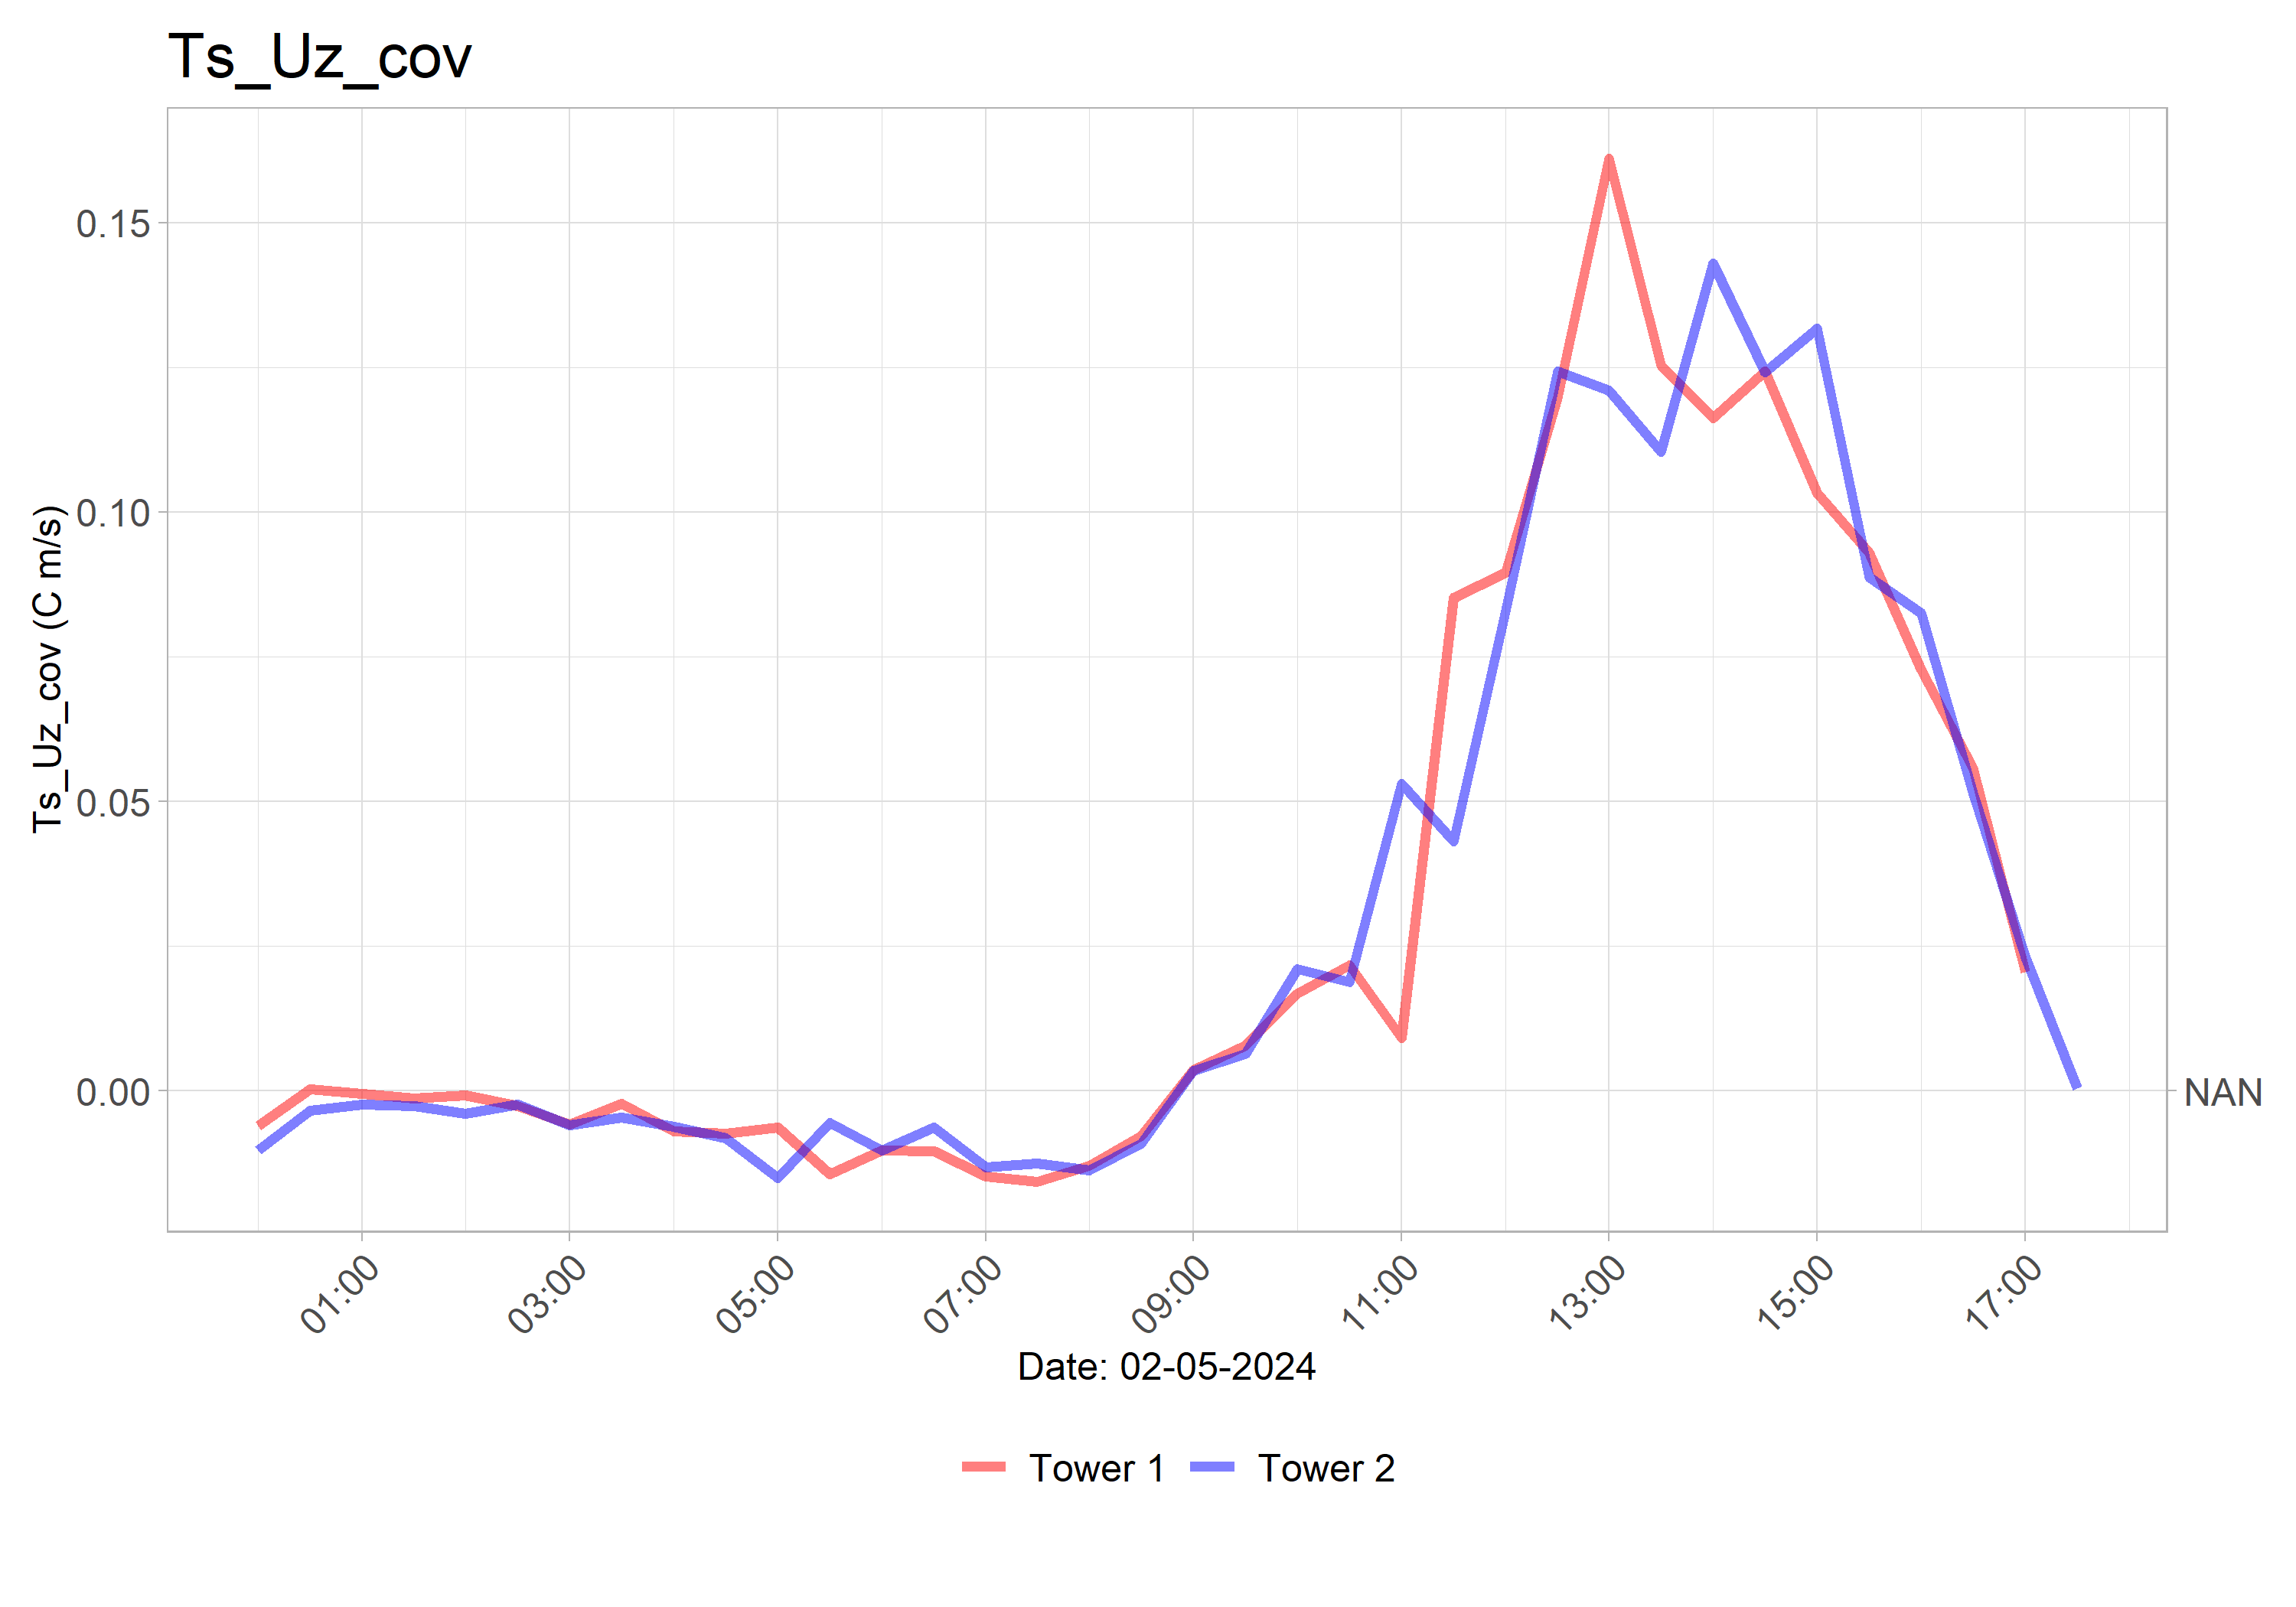 Ts_Uz_cov
Ts_Uz_cov (C m/s)
0.15
0.10
0.05
0.00
NAN
01:00
03:00
05:00
07:00
09:00
11:00
13:00
15:00
17:00
Date: 02-05-2024
Tower 1
Tower 2